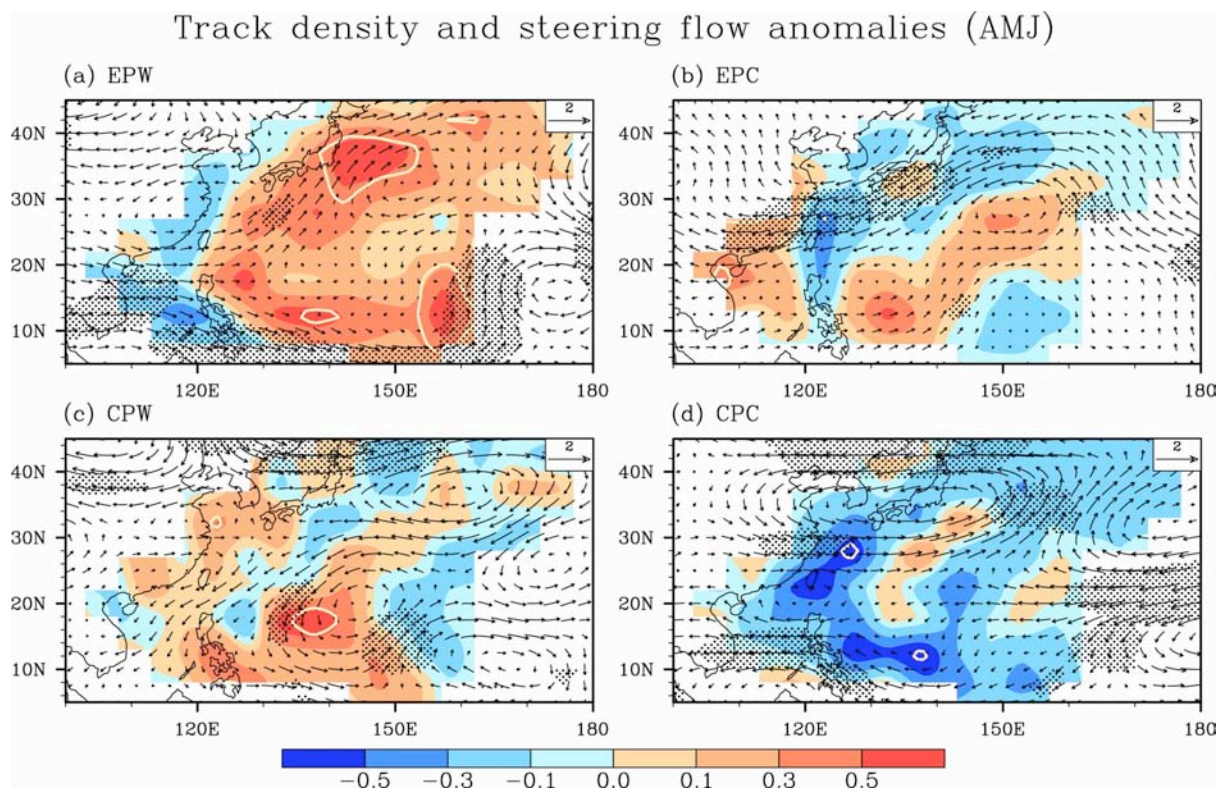 Track density and steering flow anomalies (AMJ)
(a) EPW
(b) EPC
2
2
40N
30N
20N
10N
40N
30N
20N
10N
120E
150E
180
120E
150E
180
(c) CPW
(d) CPC
2
2
40N
30N
20N
10N
40N
30N
20N
10N
120E
150E
180
120E
150E
180
−0.5
−0.3
−0.1
0.0
0.1
0.3
0.5